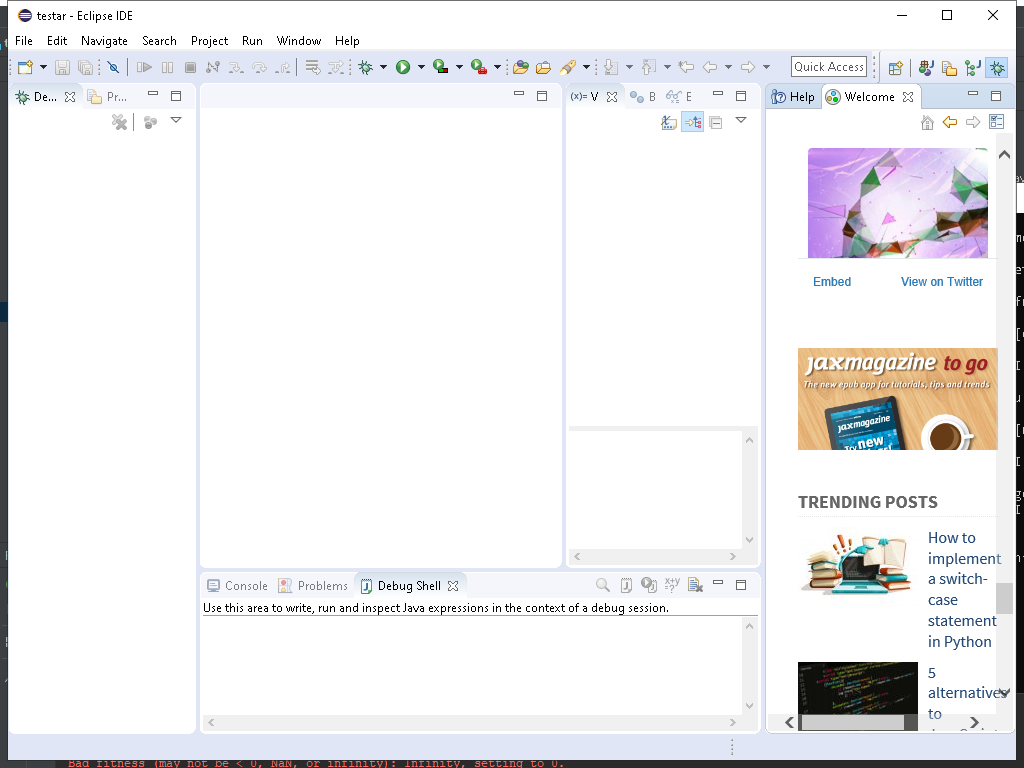 testar - Eclipse IDE
File Edit Navigate Search Project Run Window Help
Quick Access
De... Pr... (x)= V B E Help Welcome
Embed View on Twitter
jaxmagazine to go
The new epub app for tutorials, tips and trends
jaxmagazine
new
TRENDING POSTS
How to
implement
a switch-
case
statement
in Python
5
alternatives
to
Console Problems Debug Shell
Use this area to write, run and inspect Java expressions in the context of a debug session.
Bad fitness (may not be < 0, NaN, or infinity): Infinity, setting to 0.